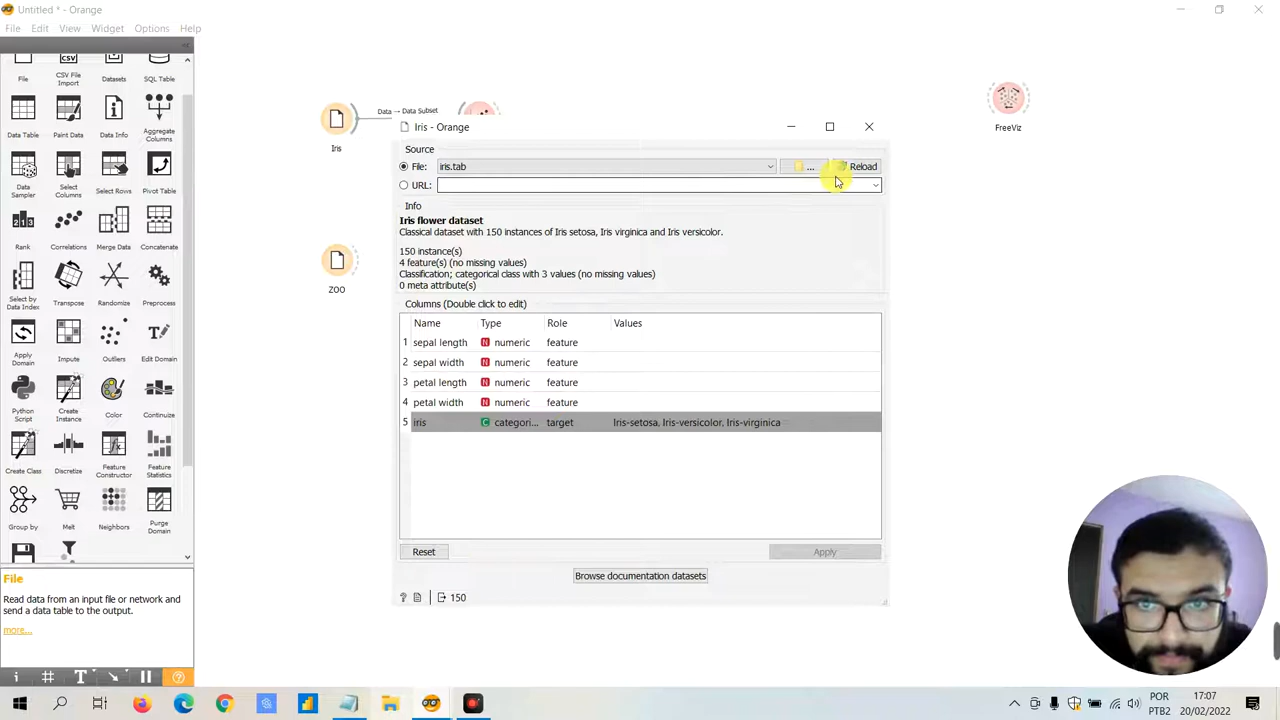 Untitled * - Orange
File Edit View Widget Options Help
File CSV File Import Datasets SQL Table
Data Table Paint Data Data Info Aggregate Columns
Data Sampler Select Columns Select Rows Pivot Table
Rank Correlations Merge Data Concatenate
Select by Data Index Transpose Randomize Preprocess
Apply Domain Impute Outliers Edit Domain
Python Script Create Instance Color Continuize
Create Class Discretize Feature Constructor Feature Statistics
Group by Melt Neighbors Purge Domain
File
Read data from an input file or network and
send a data table to the output.
more...
Data → Data Subset
Iris
ZOO
FreeViz
Iris - Orange
Source
File: iris.tab ... Reload
URL:
Info
Iris flower dataset
Classical dataset with 150 instances of Iris setosa, Iris virginica and Iris versicolor.
150 instance(s)
4 feature(s) (no missing values)
Classification; categorical class with 3 values (no missing values)
0 meta attribute(s)
Columns (Double click to edit)
Name Type Role Values
1 sepal length N numeric feature
2 sepal width N numeric feature
3 petal length N numeric feature
4 petal width N numeric feature
5 iris C categori... target Iris-setosa, Iris-versicolor, Iris-virginica
Reset Apply
Browse documentation datasets
? 150
POR 17:07
PTB2 20/02/2022